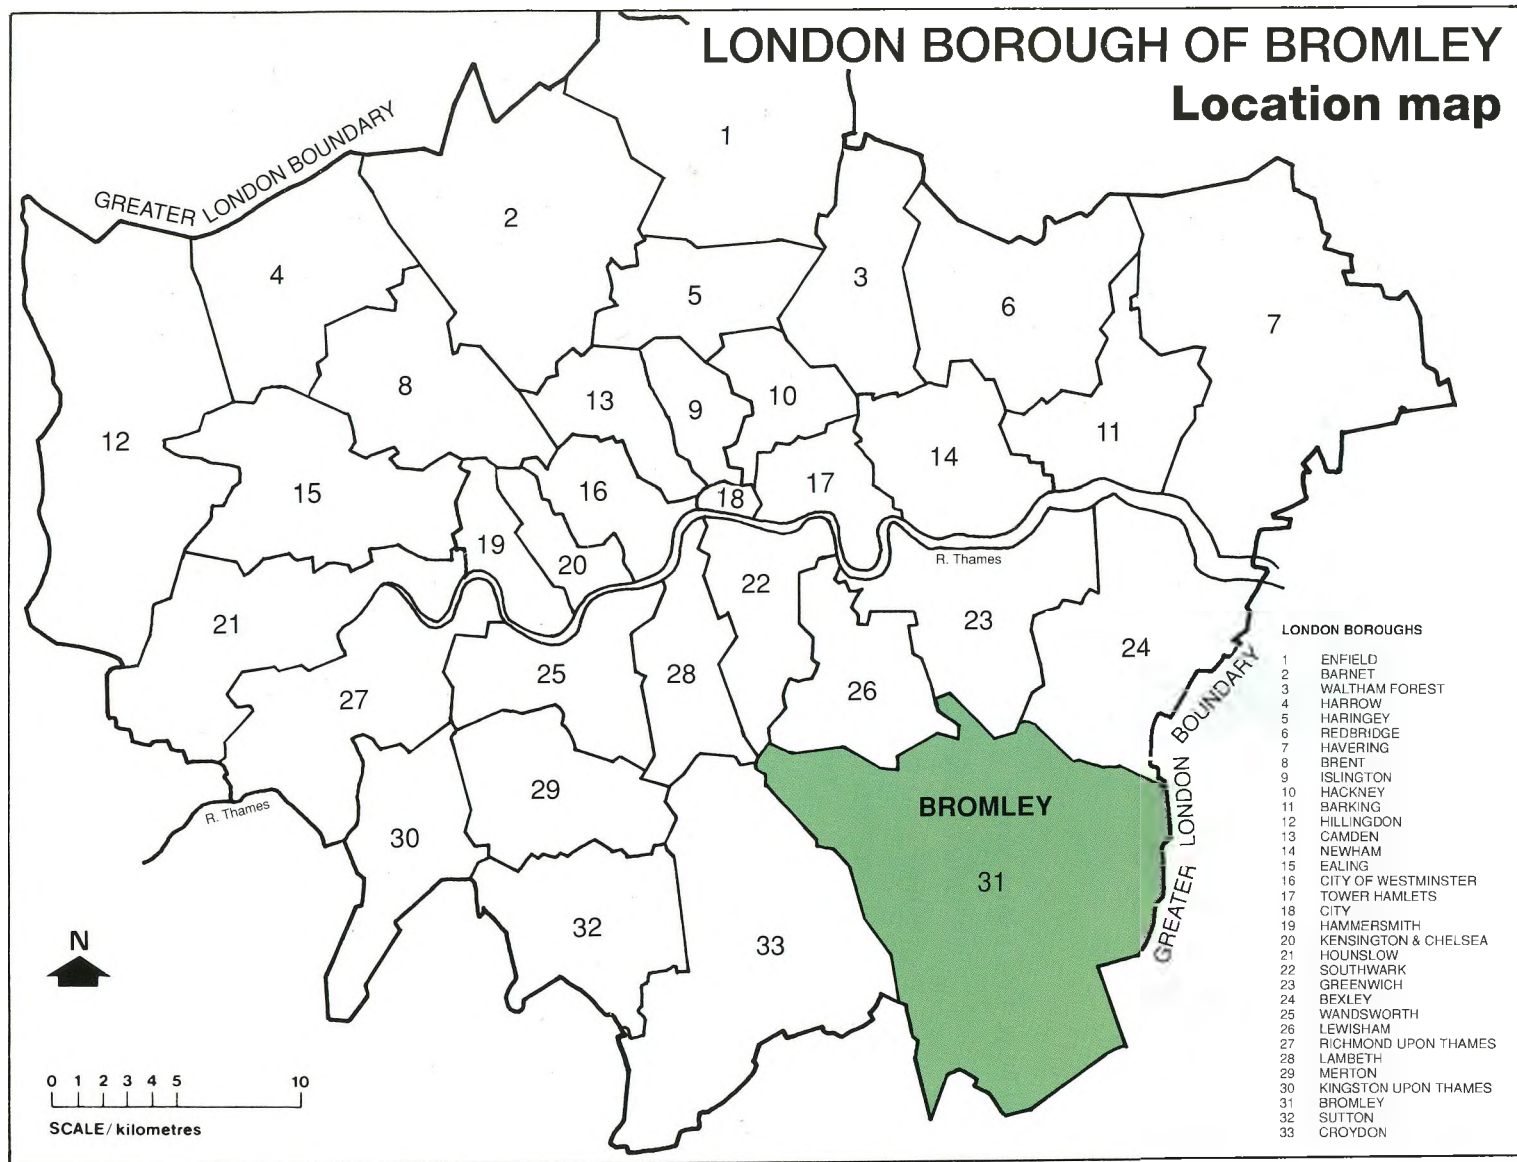 LONDON BOROUGH OF BROMLEY
Location map
GREATER LONDON BOUNDARY
1
2
3
4
5
6
7
8
9
10
11
12
13
14
15
16
17
18
19
20
R. Thames
21
22
23
24
25
26
27
28
29
R. Thames
30
BROMLEY
31
32
33
GREATER LONDON BOUNDARY
N
0 1 2 3 4 5 10
SCALE/kilometres
LONDON BOROUGHS
1 ENFIELD
2 BARNET
3 WALTHAM FOREST
4 HARROW
5 HARINGEY
6 REDBRIDGE
7 HAVERING
8 BRENT
9 ISLINGTON
10 HACKNEY
11 BARKING
12 HILLINGDON
13 CAMDEN
14 NEWHAM
15 EALING
16 CITY OF WESTMINSTER
17 TOWER HAMLETS
18 CITY
19 HAMMERSMITH
20 KENSINGTON & CHELSEA
21 HOUNSLOW
22 SOUTHWARK
23 GREENWICH
24 BEXLEY
25 WANDSWORTH
26 LEWISHAM
27 RICHMOND UPON THAMES
28 LAMBETH
29 MERTON
30 KINGSTON UPON THAMES
31 BROMLEY
32 SUTTON
33 CROYDON